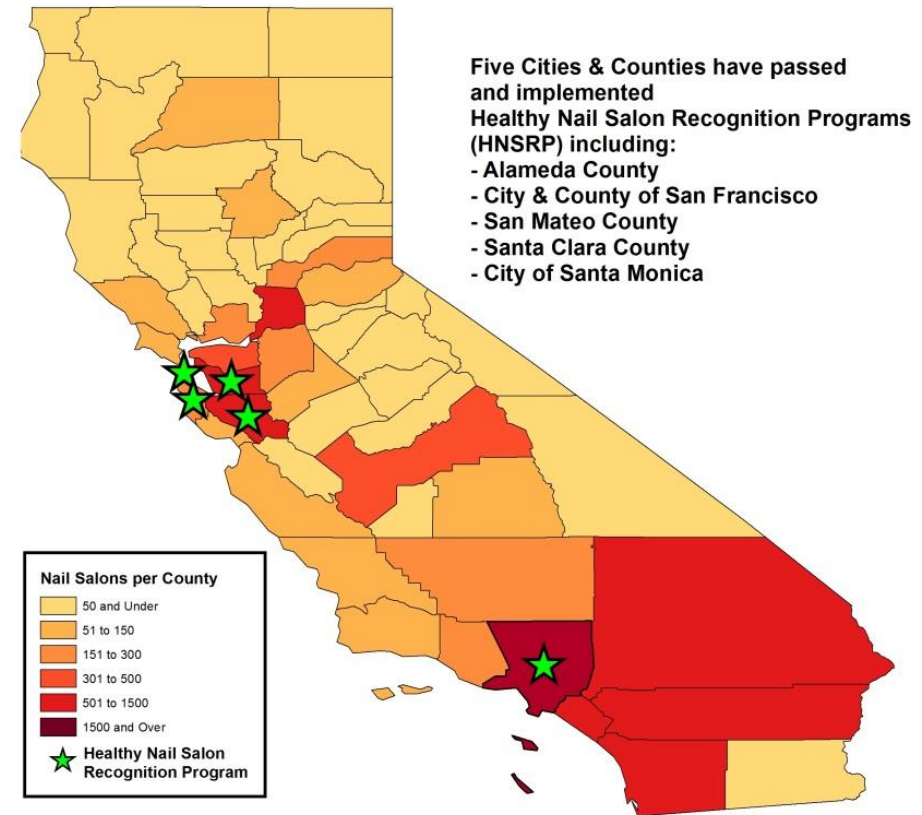 Five Cities & Counties have passed
and implemented
Healthy Nail Salon Recognition Programs
(HNSRP) including:
- Alameda County
- City & County of San Francisco
- San Mateo County
- Santa Clara County
- City of Santa Monica
Nail Salons per County
50 and Under
51 to 150
151 to 300
301 to 500
501 to 1500
1500 and Over
Healthy Nail Salon
Recognition Program